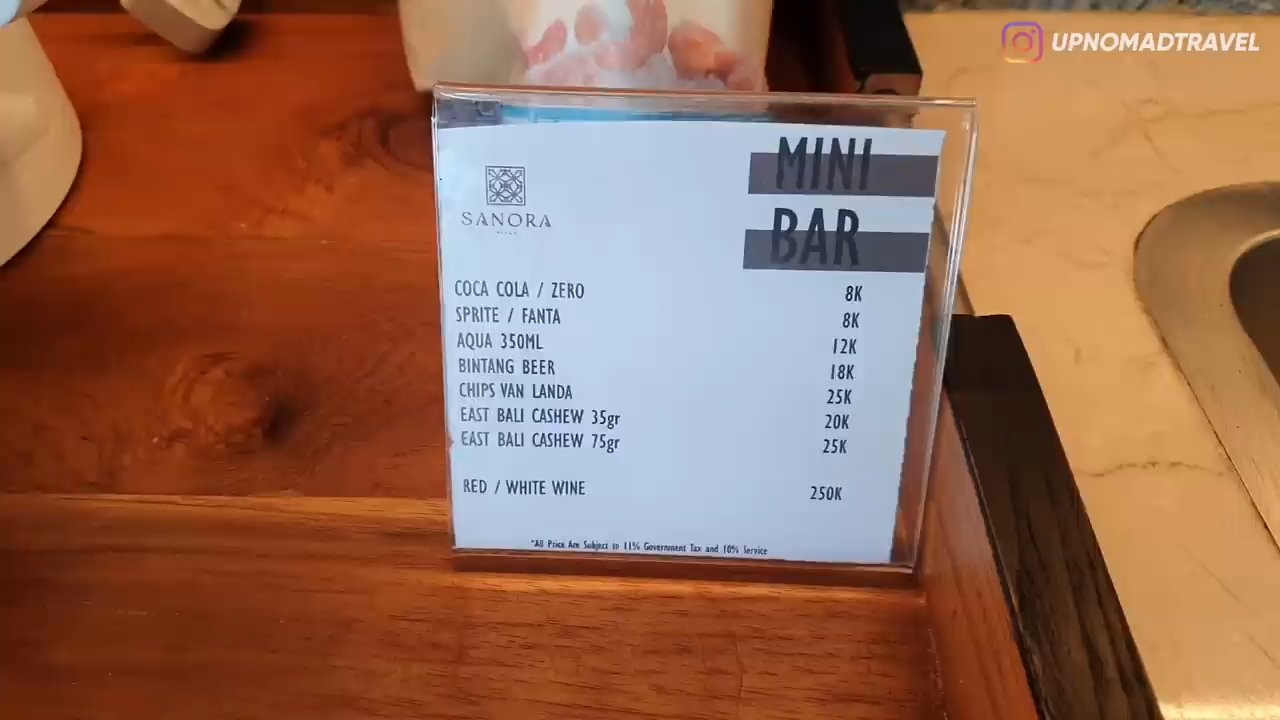 UPNOMADTRAVEL
MINI
BAR
SANORA
COCA COLA / ZERO 8K
SPRITE / FANTA 8K
AQUA 350ML 12K
BINTANG BEER 18K
CHIPS VAN LANDA 25K
EAST BALI CASHEW 35gr 20K
EAST BALI CASHEW 75gr 25K
RED / WHITE WINE 250K
*All Price Are Subject to 11% Government Tax and 10% Service